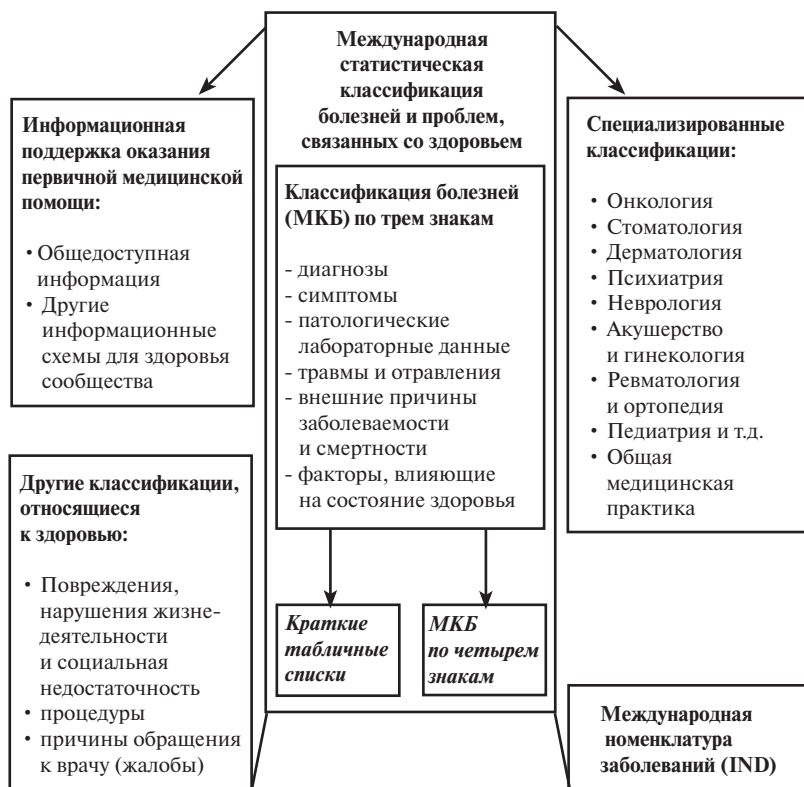 Международная
статистическая
классификация
болезней и проблем,
связанных со здоровьем
Информационная
поддержка оказания
первичной медицинской
помощи:
• Общедоступная
информация
• Другие
информационные
схемы для здоровья
сообщества
Классификация болезней
(МКБ) по трем знакам
- диагнозы
- симптомы
- патологические
лабораторные данные
- травмы и отравления
- внешние причины
заболеваемости
и смертности
- факторы, влияющие
на состояние здоровья
Специализированные
классификации:
• Онкология
• Стоматология
• Дерматология
• Психиатрия
• Неврология
• Акушерство
и гинекология
• Ревматология
и ортопедия
• Педиатрия и т.д.
• Общая
медицинская
практика
Другие классификации,
относящиеся
к здоровью:
• Повреждения,
нарушения жизне-
деятельности
и социальная
недостаточность
• процедуры
• причины обращения
к врачу (жалобы)
Краткие
табличные
списки
МКБ
по четырем
знакам
Международная
номенклатура
заболеваний (IND)